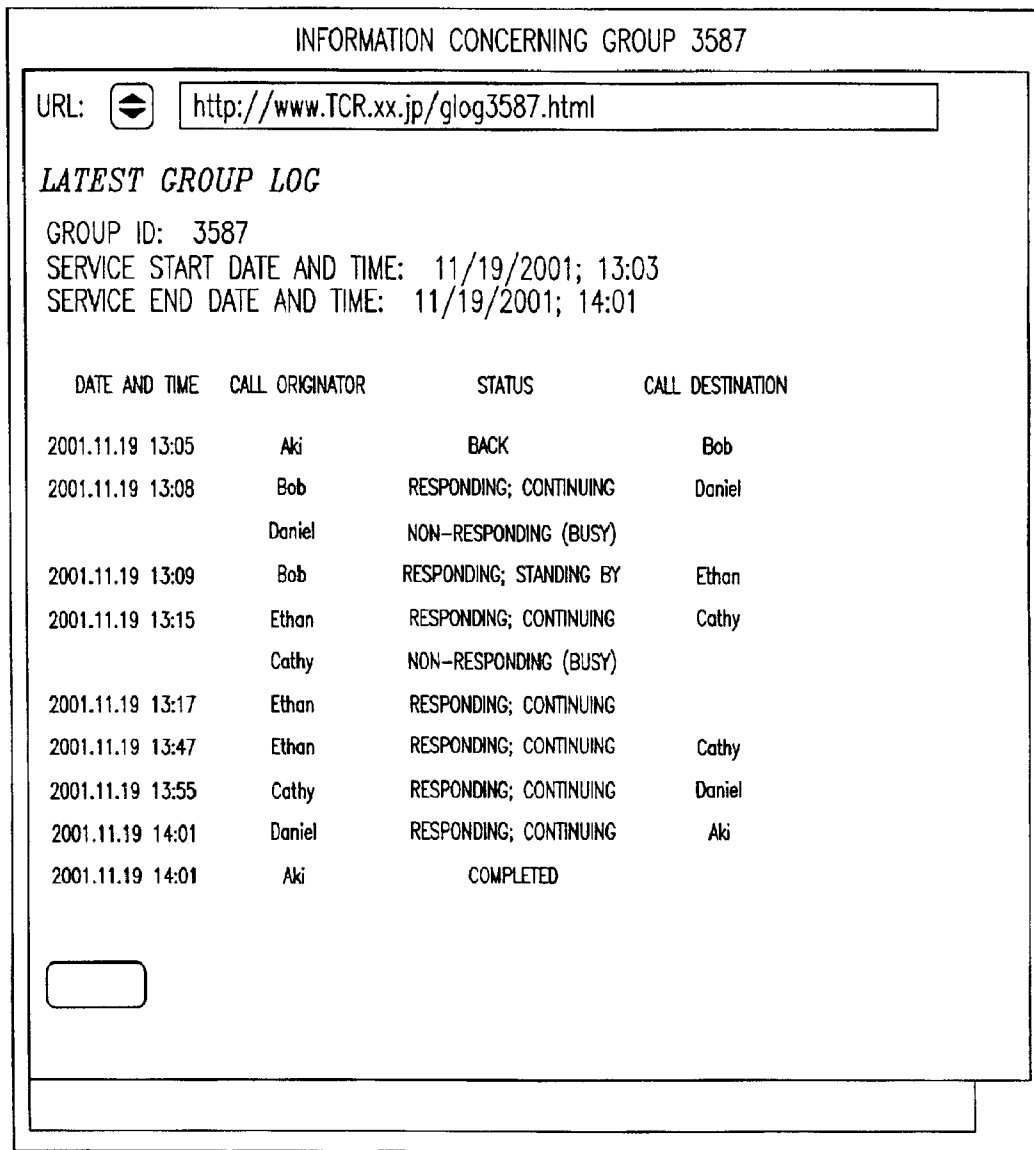 INFORMATION CONCERNING GROUP 3587
URL: http://www.TCR.xx.jp/glog3587.html
LATEST GROUP LOG
GROUP ID: 3587
SERVICE START DATE AND TIME: 11/19/2001; 13:03
SERVICE END DATE AND TIME: 11/19/2001; 14:01
DATE AND TIME CALL ORIGINATOR STATUS CALL DESTINATION
2001.11.19 13:05 Aki BACK Bob
2001.11.19 13:08 Bob RESPONDING; CONTINUING Daniel
Daniel NON-RESPONDING (BUSY)
2001.11.19 13:09 Bob RESPONDING; STANDING BY Ethan
2001.11.19 13:15 Ethan RESPONDING; CONTINUING Cathy
Cathy NON-RESPONDING (BUSY)
2001.11.19 13:17 Ethan RESPONDING; CONTINUING
2001.11.19 13:47 Ethan RESPONDING; CONTINUING Cathy
2001.11.19 13:55 Cathy RESPONDING; CONTINUING Daniel
2001.11.19 14:01 Daniel RESPONDING; CONTINUING Aki
2001.11.19 14:01 Aki COMPLETED